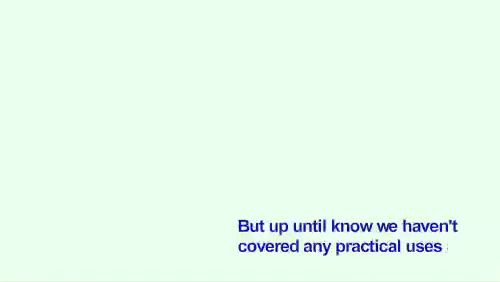 But up until know we haven't
covered any practical uses